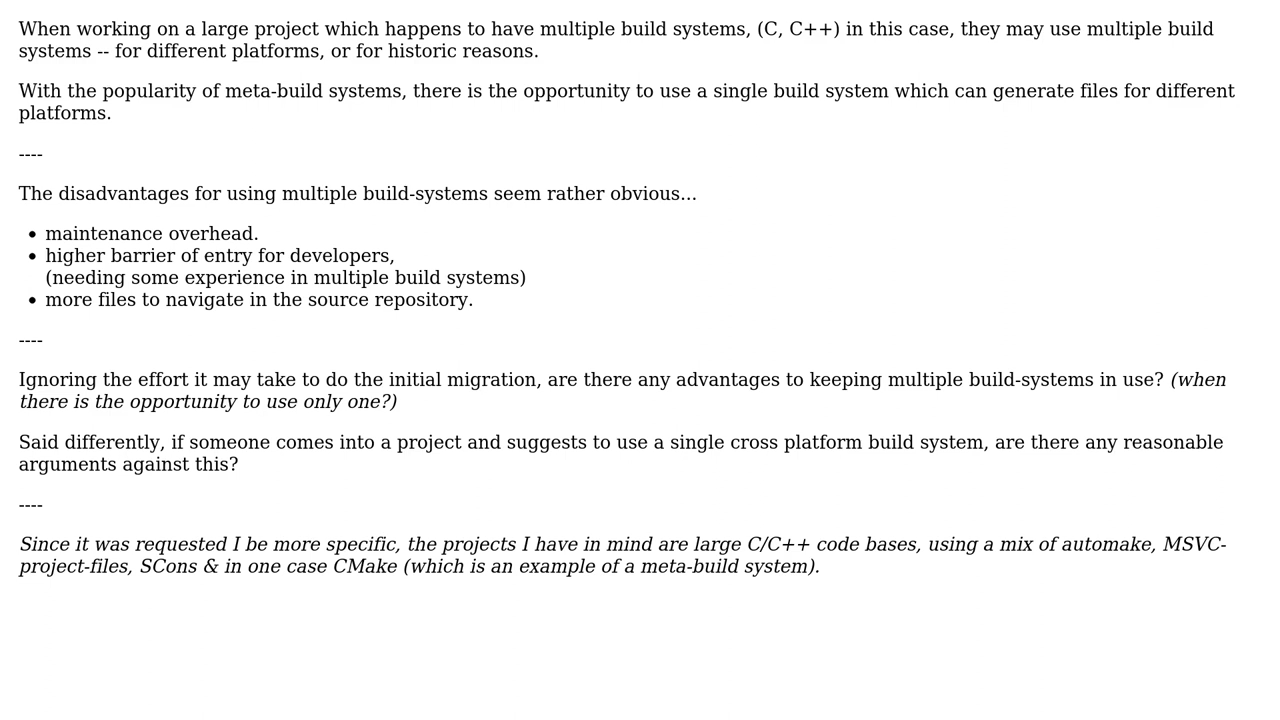 When working on a large project which happens to have multiple build systems, (C, C++) in this case, they may use multiple build
systems -- for different platforms, or for historic reasons.
With the popularity of meta-build systems, there is the opportunity to use a single build system which can generate files for different
platforms.
----
The disadvantages for using multiple build-systems seem rather obvious...
• maintenance overhead.
• higher barrier of entry for developers,
(needing some experience in multiple build systems)
• more files to navigate in the source repository.
----
Ignoring the effort it may take to do the initial migration, are there any advantages to keeping multiple build-systems in use? (when
there is the opportunity to use only one?)
Said differently, if someone comes into a project and suggests to use a single cross platform build system, are there any reasonable
arguments against this?
----
Since it was requested I be more specific, the projects I have in mind are large C/C++ code bases, using a mix of automake, MSVC-
project-files, SCons & in one case CMake (which is an example of a meta-build system).